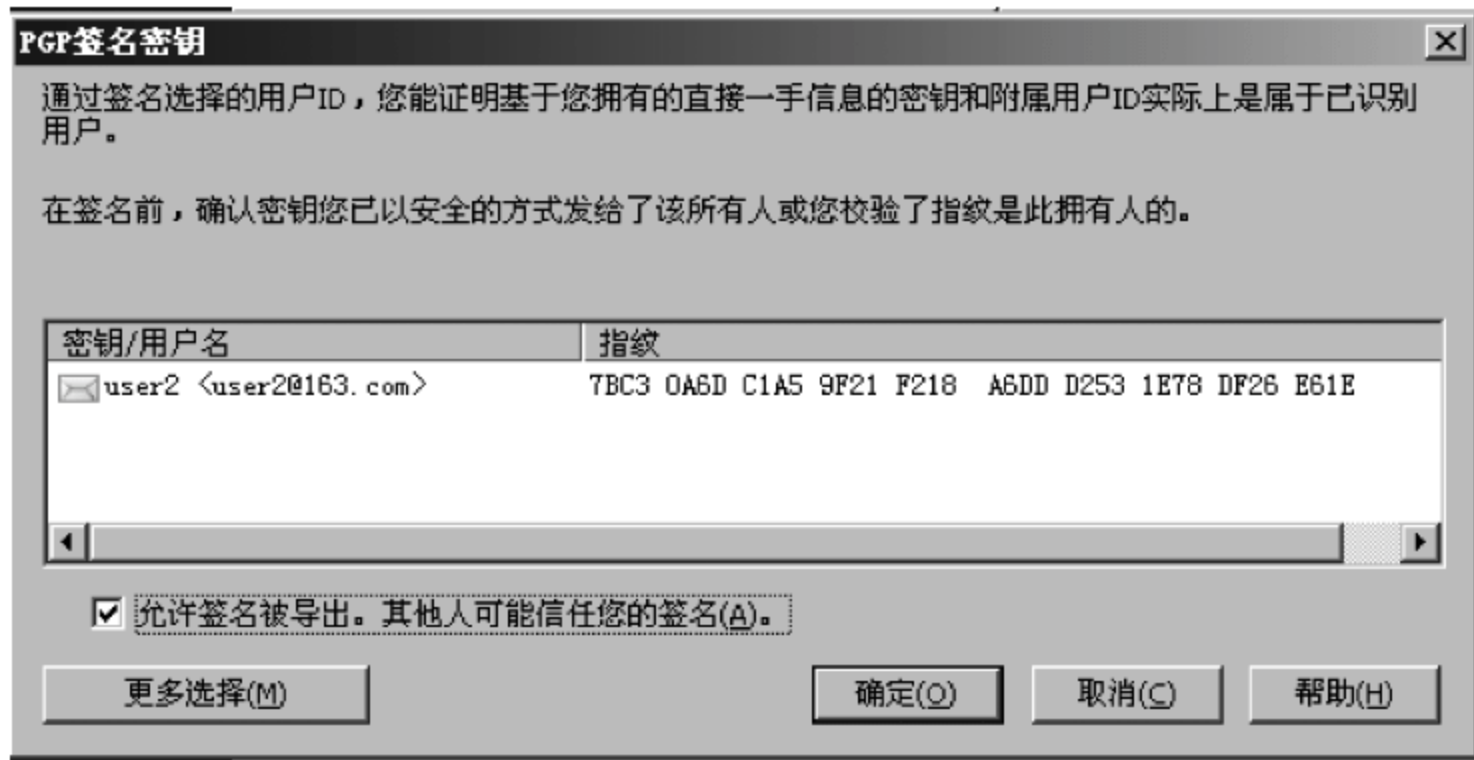 PGP签名密钥
通过签名选择的用户ID，您能证明基于您拥有的直接一手信息的密钥和附属用户ID实际上是属于已识别
用户。
在签名前，确认密钥您已以安全的方式发给了该所有人或您校验了指纹是此拥有人的。
密钥/用户名 指纹
user2 <user2@163.com> 7BC3 0A6D C1A5 9F21 F218 A6DD D253 1E78 DF26 E61E
允许签名被导出。其他人可能信任您的签名(A)。
更多选择(M) 确定(O) 取消(C) 帮助(H)